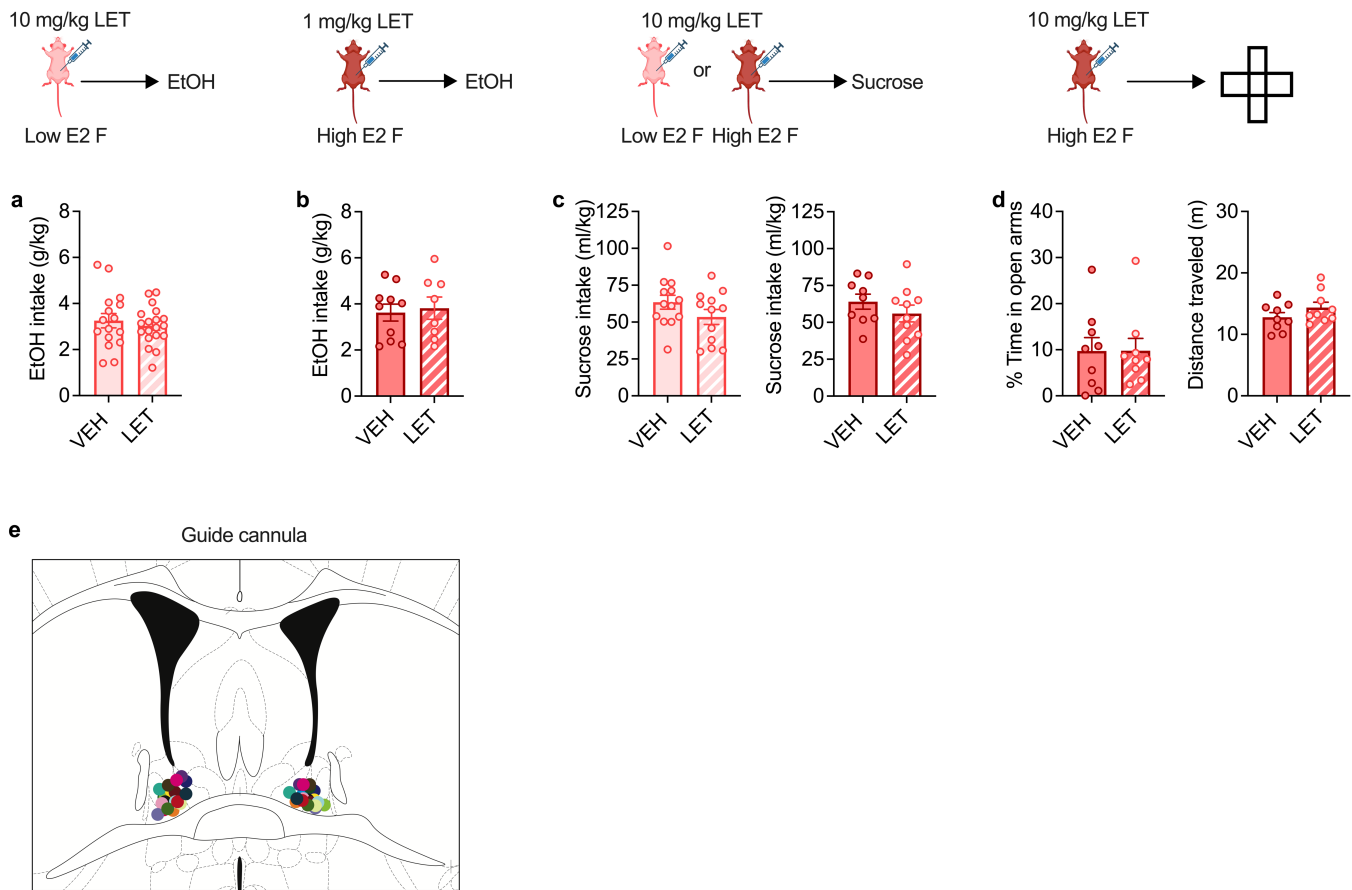 10 mg/kg LET
EtOH
Low E2 F
1 mg/kg LET
EtOH
High E2 F
10 mg/kg LET
or
Sucrose
Low E2 F High E2 F
10 mg/kg LET
High E2 F
a
EtOH intake (g/kg)
8
6
4
2
0
VEH
LET
b
EtOH intake (g/kg)
8
6
4
2
0
VEH
LET
c
Sucrose intake (ml/kg)
125
100
75
50
25
0
VEH
LET
Sucrose intake (ml/kg)
125
100
75
50
25
0
VEH
LET
d
% Time in open arms
40
30
20
10
0
VEH
LET
Distance traveled (m)
30
20
10
0
VEH
LET
e
Guide cannula